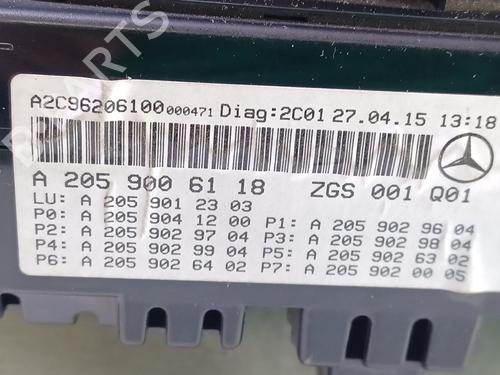 A2C96206100000471 Diag:2C01 27.04.15 13:18
A 205 900 61 18 ZGS 001 Q01
LU: A 205 901 23 03
P0: A 205 904 12 00 P1: A 205 902 96 04
P2: A 205 902 97 04 P3: A 205 902 98 04
P4: A 205 902 99 04 P5: A 205 902 63 02
P6: A 205 902 64 02 P7: A 205 902 00 05